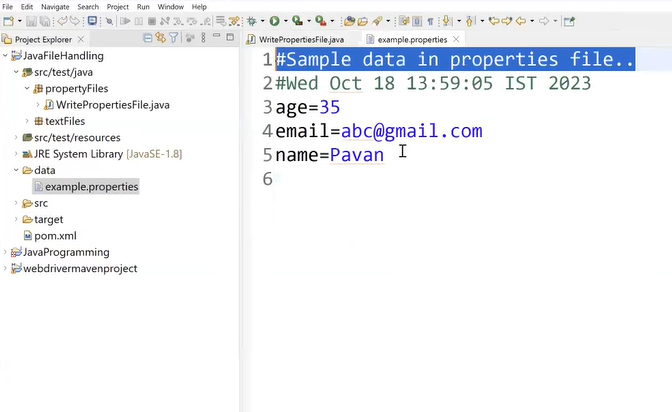 File Edit Source Refactor Navigate Search Project Run Window Help
Project Explorer
WritePropertiesFile.java
example.properties
JavaFileHandling
src/test/java
propertyFiles
WritePropertiesFile.java
textFiles
src/test/resources
JRE System Library [JavaSE-1.8]
data
example.properties
src
target
pom.xml
JavaProgramming
webdrivermavenproject
1 #Sample data in properties file..
2 #Wed Oct 18 13:59:05 IST 2023
3 age=35
4 email=abc@gmail.com
5 name=Pavan
6